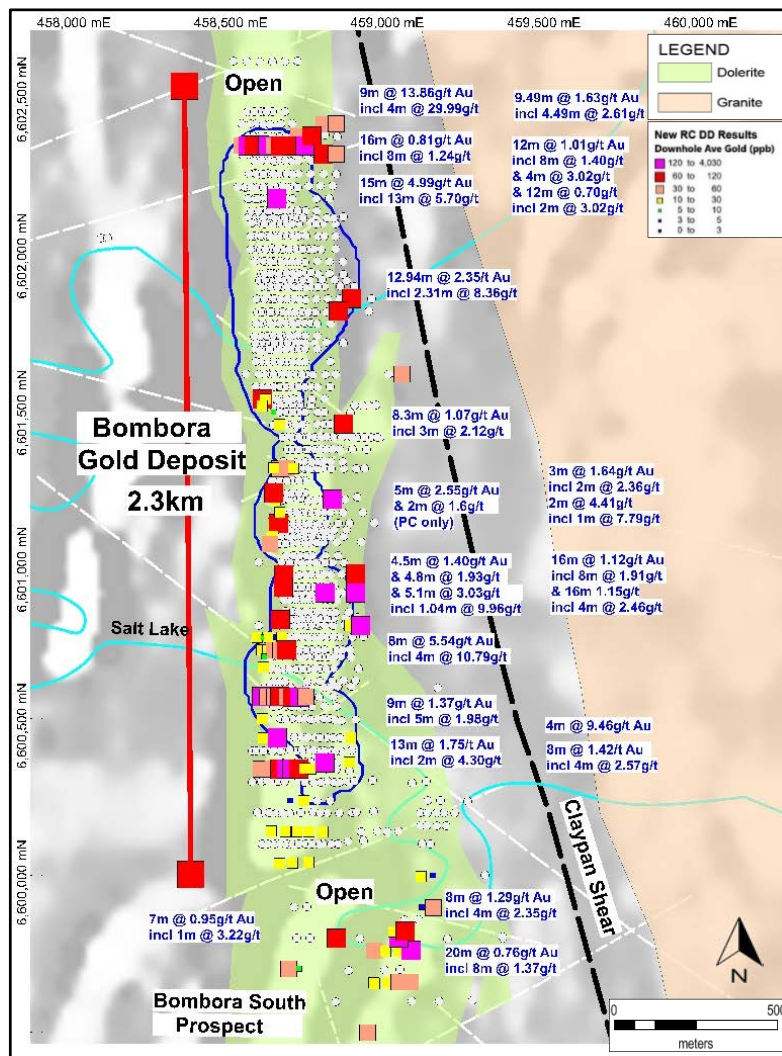 458,000 mE
458,500 mE
459,000 mE
459,500 mE
460,000 mE
6,602,500 mN
6,602,000 mN
6,601,500 mN
6,601,000 mN
6,600,500 mN
6,600,000 mN
LEGEND
Dolerite
Granite
New RC DD Results
Downhole Ave Gold (ppb)
120 to 4,030
60 to 120
30 to 60
10 to 30
5 to 10
3 to 5
0 to 3
Open
9m @ 13.86g/t Au
incl 4m @ 29.99g/t
9.49m @ 1.63g/t Au
incl 4.49m @ 2.61g/t
16m @ 0.81g/t Au
incl 8m @ 1.24g/t
12m @ 1.01g/t Au
incl 8m @ 1.40g/t
& 4m @ 3.02g/t
& 12m @ 0.70g/t
incl 2m @ 3.02g/t
15m @ 4.99g/t Au
incl 13m @ 5.70g/t
12.94m @ 2.35/t Au
incl 2.31m @ 8.36g/t
Bombora
Gold Deposit
2.3km
8.3m @ 1.07g/t Au
incl 3m @ 2.12g/t
5m @ 2.55g/t Au
& 2m @ 1.6g/t
(PC only)
3m @ 1.64g/t Au
incl 2m @ 2.36g/t
2m @ 4.41g/t
incl 1m @ 7.79g/t
4.5m @ 1.40g/t Au
& 4.8m @ 1.93g/t
& 5.1m @ 3.03g/t
incl 1.04m @ 9.96g/t
16m @ 1.12g/t Au
incl 8m @ 1.91g/t
& 16m 1.15g/t
incl 4m @ 2.46g/t
Salt Lake
8m @ 5.54g/t Au
incl 4m @ 10.79g/t
9m @ 1.37g/t Au
incl 5m @ 1.98g/t
13m @ 1.75/t Au
incl 2m @ 4.30g/t
4m @ 9.46g/t Au
8m @ 1.42/t Au
incl 4m @ 2.57g/t
Claypan Shear
Open
7m @ 0.95g/t Au
incl 1m @ 3.22g/t
8m @ 1.29g/t Au
incl 4m @ 2.35g/t
20m @ 0.76g/t Au
incl 8m @ 1.37g/t
Bombora South
Prospect
N
0
500
meters